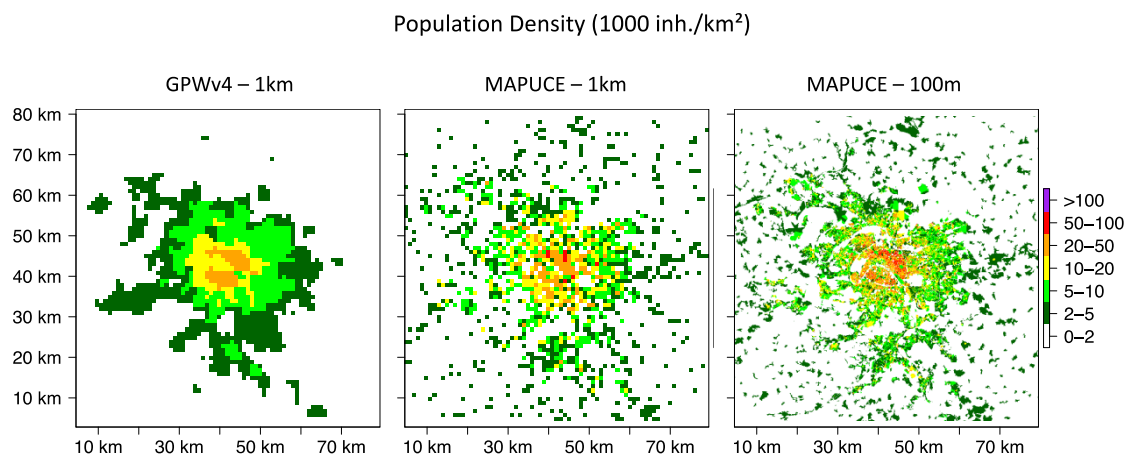 Population Density (1000 inh./km²)
GPWv4 – 1km
MAPUCE – 1km
MAPUCE – 100m
80 km
70 km
60 km
50 km
40 km
30 km
20 km
10 km
10 km 30 km 50 km 70 km
10 km 30 km 50 km 70 km
10 km 30 km 50 km 70 km
>100
50–100
20–50
10–20
5–10
2–5
0–2